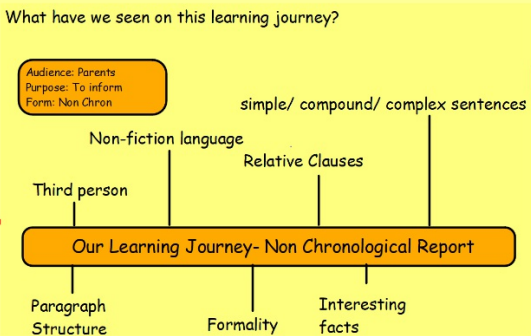 What have we seen on this learning journey?
Audience: Parents
Purpose: To inform
Form: Non Chron
simple/ compound/ complex sentences
Non-fiction language
Relative Clauses
Third person
Our Learning Journey- Non Chronological Report
Paragraph
Structure
Formality
Interesting
facts